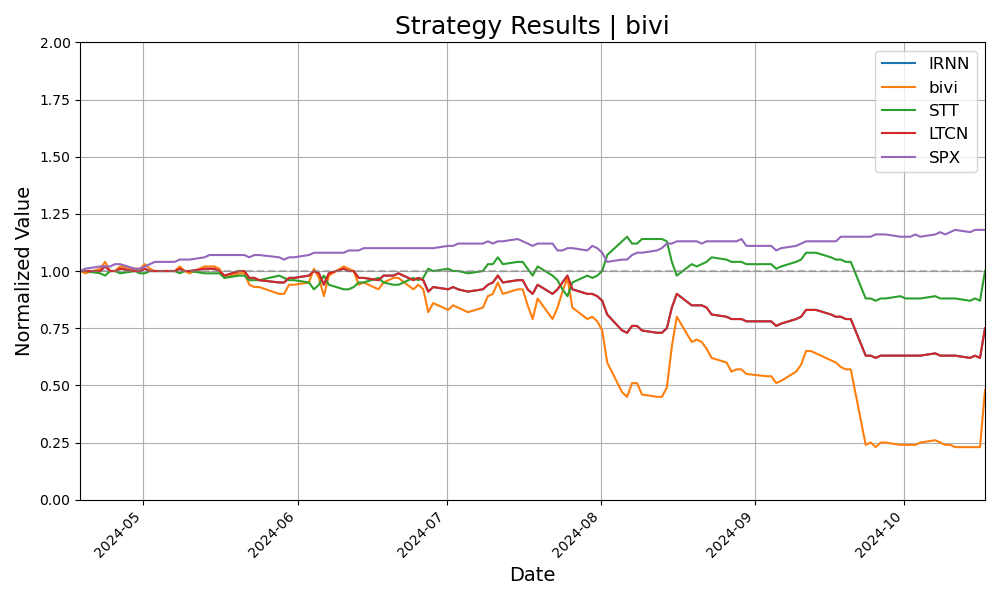 Strategy Results | bivi
2.00
1.75
1.50
1.25
1.00
0.75
0.50
0.25
0.00
Normalized Value
IRNN
bivi
STT
LTCN
SPX
2024-05
2024-06
2024-07
2024-08
2024-09
2024-10
Date